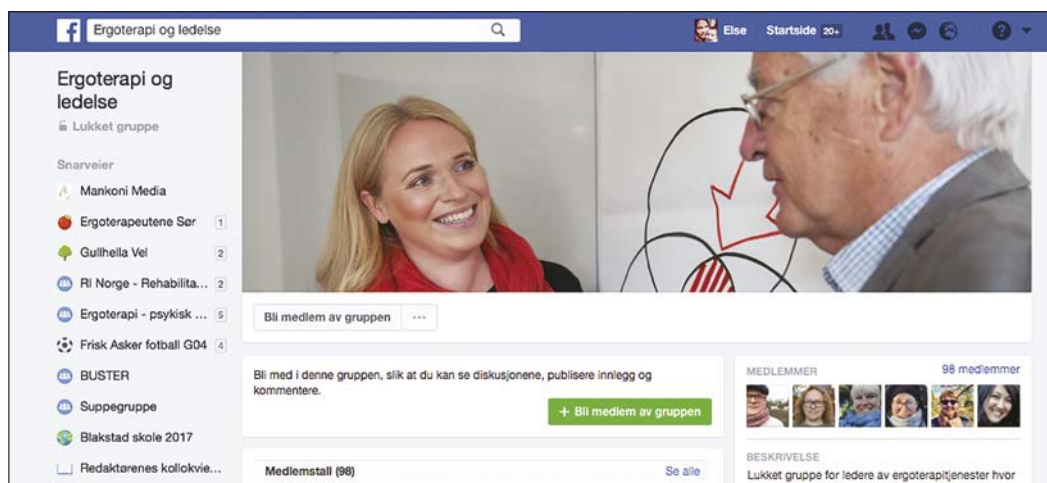 Ergoterapi og ledelse
Else
Startside 20+
Ergoterapi og
ledelse
Lukket gruppe
Snarveier
Mankoni Media
Ergoterapeutene Sør 1
Gullhella Vel 2
RI Norge - Rehabilita... 2
Ergoterapi - psykisk ... 5
Frisk Asker fotball G04 4
BUSTER
Suppegruppe
Blakstad skole 2017
Redaktørenes kollokvie...
Bli medlem av gruppen ...
Bli med i denne gruppen, slik at du kan se diskusjonene, publisere innlegg og
kommentere.
+ Bli medlem av gruppen
Medlemstall (98) Se alle
MEDLEMMER 98 medlemmer
BESKRIVELSE
Lukket gruppe for ledere av ergoterapitjenester hvor